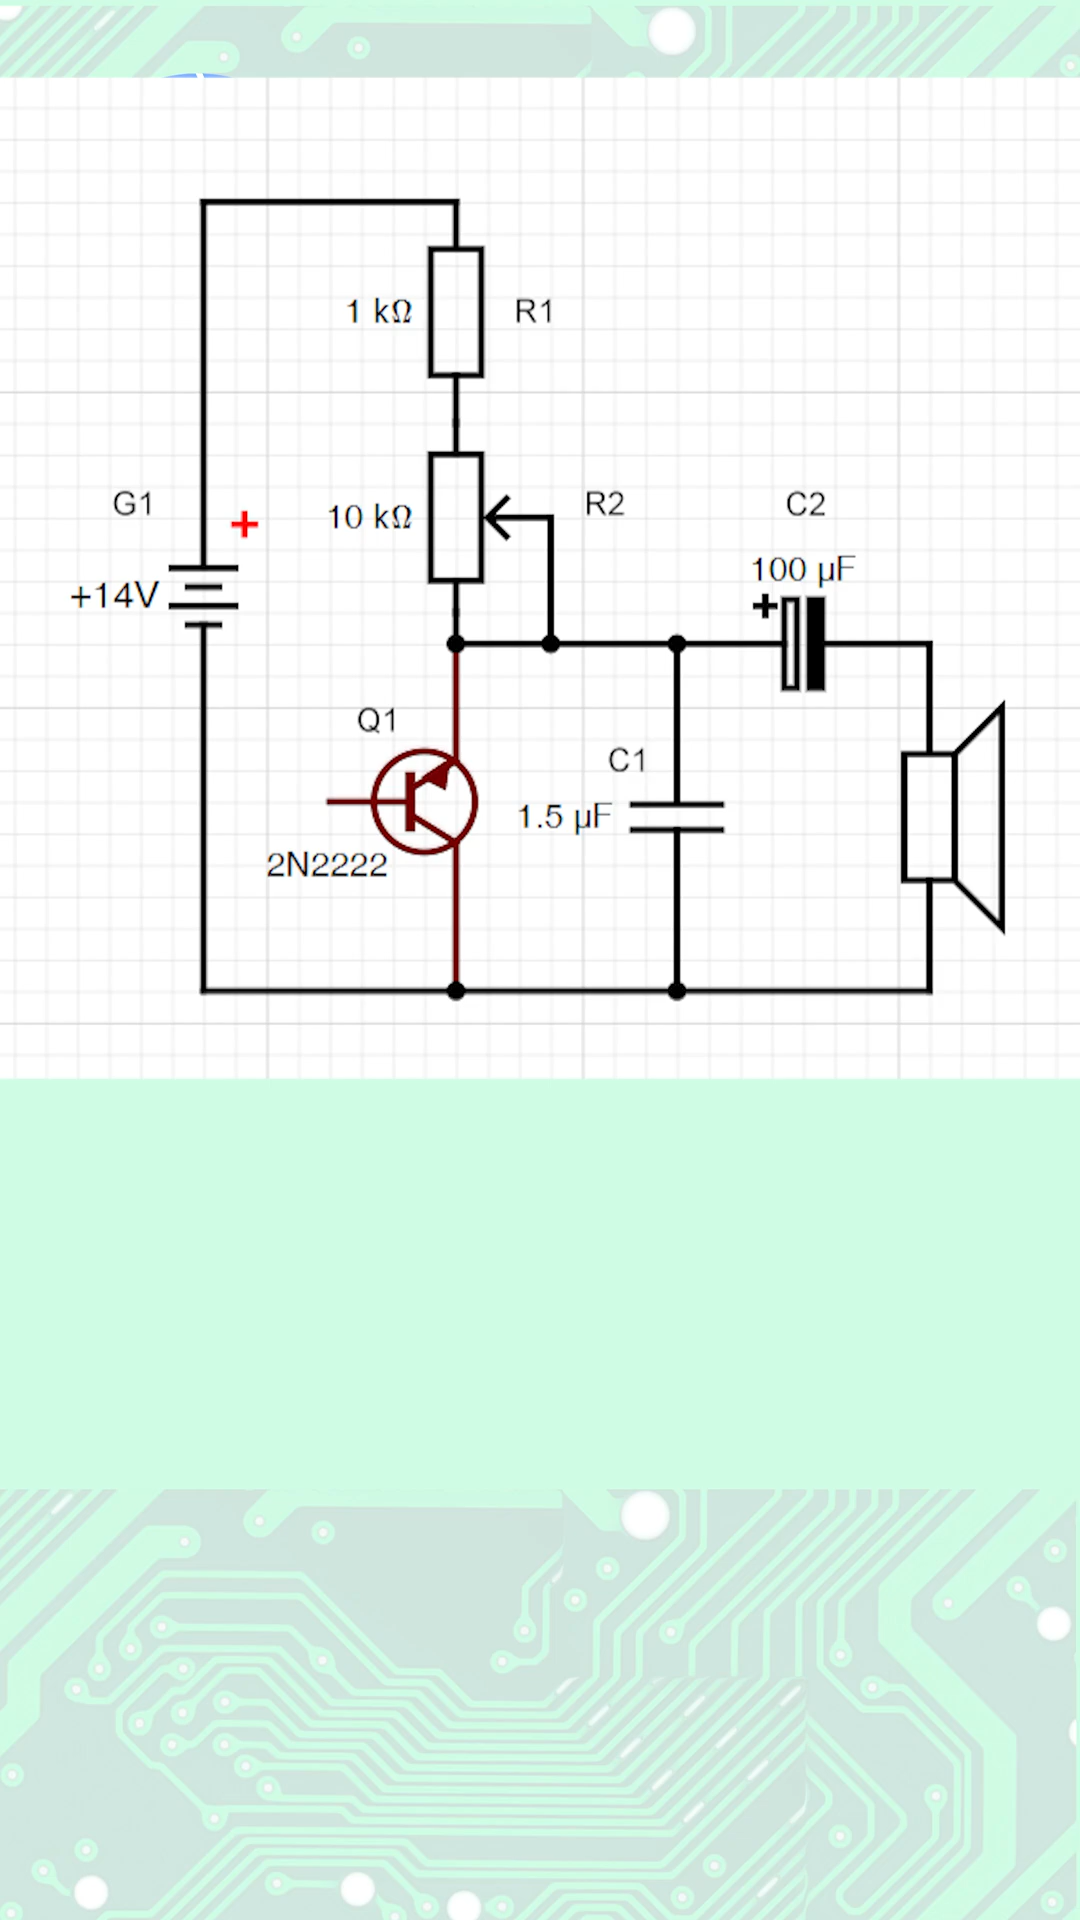 1 kΩ R1
G1
+
10 kΩ
R2
C2
+14V
100 µF
+
Q1
C1
1.5 µF
2N2222